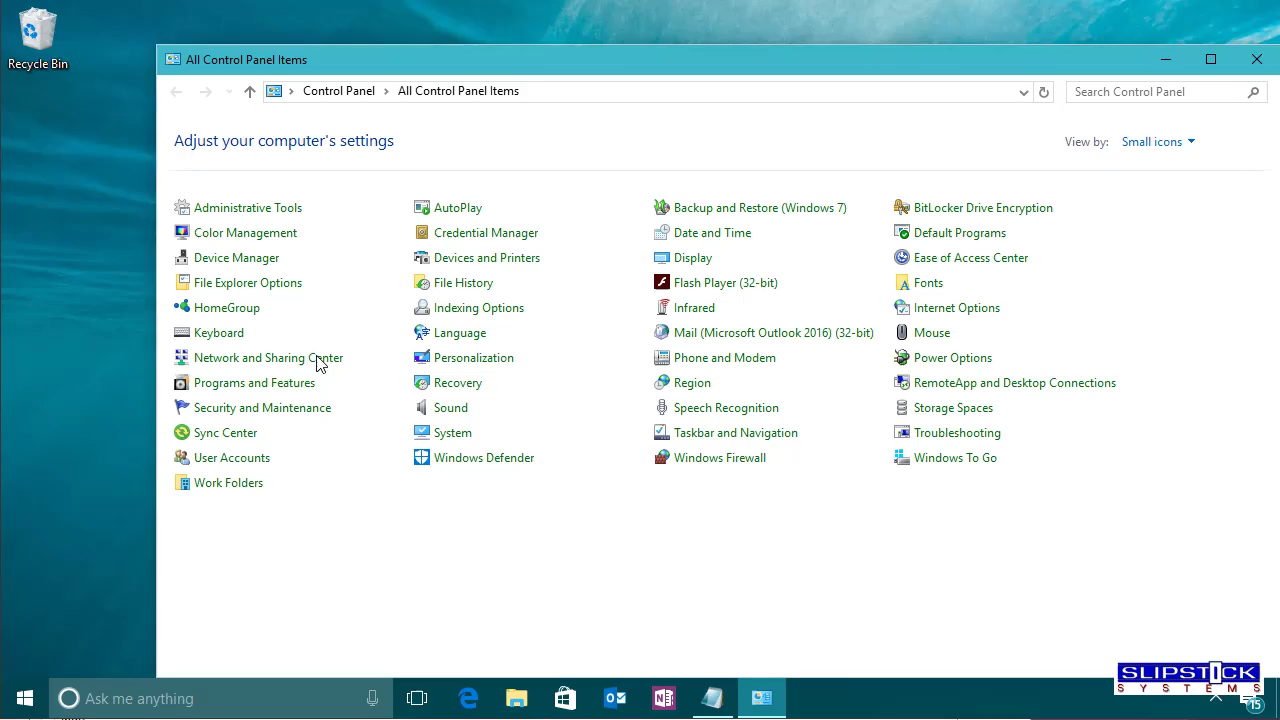 Recycle Bin
All Control Panel Items
Control Panel All Control Panel Items
Search Control Panel
Adjust your computer's settings
View by: Small icons
Administrative Tools
AutoPlay
Backup and Restore (Windows 7)
BitLocker Drive Encryption
Color Management
Credential Manager
Date and Time
Default Programs
Device Manager
Devices and Printers
Display
Ease of Access Center
File Explorer Options
File History
Flash Player (32-bit)
Fonts
HomeGroup
Indexing Options
Infrared
Internet Options
Keyboard
Language
Mail (Microsoft Outlook 2016) (32-bit)
Mouse
Network and Sharing Center
Personalization
Phone and Modem
Power Options
Programs and Features
Recovery
Region
RemoteApp and Desktop Connections
Security and Maintenance
Sound
Speech Recognition
Storage Spaces
Sync Center
System
Taskbar and Navigation
Troubleshooting
User Accounts
Windows Defender
Windows Firewall
Windows To Go
Work Folders
SLIPSTICK
SYSTEMS
Ask me anything
15